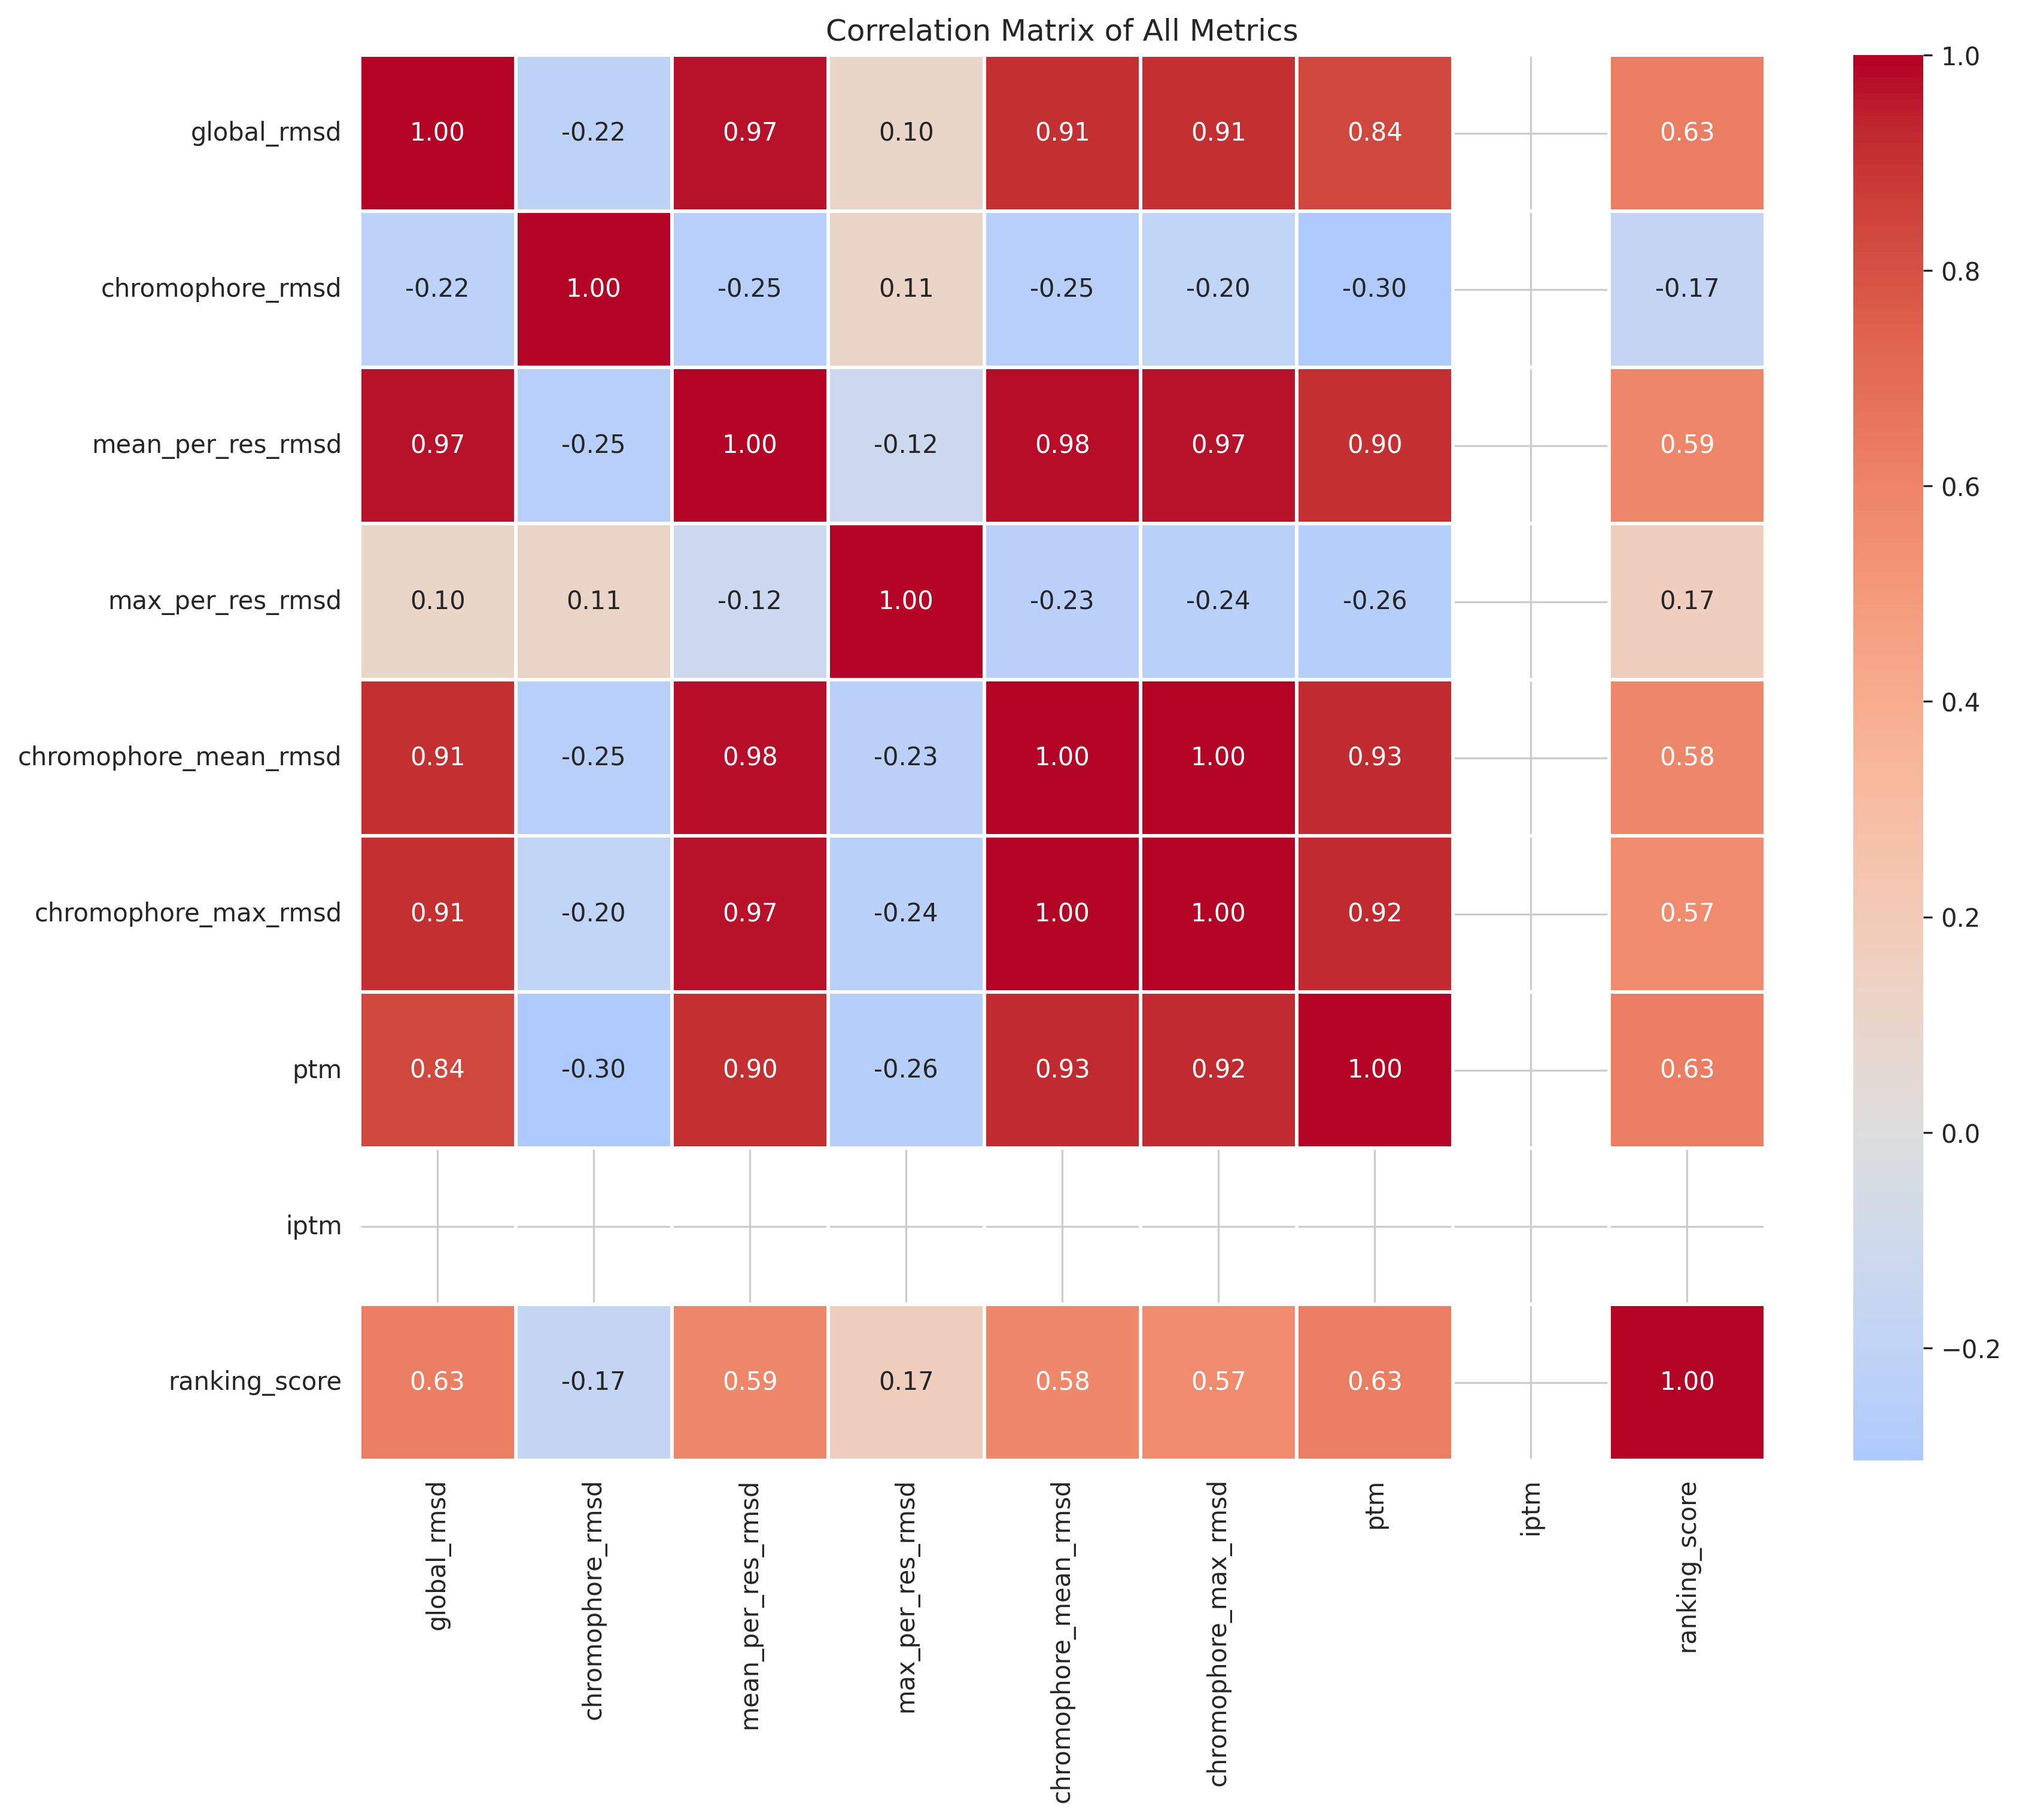 Correlation Matrix of All Metrics
global_rmsd 1.00 -0.22 0.97 0.10 0.91 0.91 0.84 0.63
chromophore_rmsd -0.22 1.00 -0.25 0.11 -0.25 -0.20 -0.30 -0.17
mean_per_res_rmsd 0.97 -0.25 1.00 -0.12 0.98 0.97 0.90 0.59
max_per_res_rmsd 0.10 0.11 -0.12 1.00 -0.23 -0.24 -0.26 0.17
chromophore_mean_rmsd 0.91 -0.25 0.98 -0.23 1.00 1.00 0.93 0.58
chromophore_max_rmsd 0.91 -0.20 0.97 -0.24 1.00 1.00 0.92 0.57
ptm 0.84 -0.30 0.90 -0.26 0.93 0.92 1.00 0.63
iptm
ranking_score 0.63 -0.17 0.59 0.17 0.58 0.57 0.63 1.00
global_rmsd
chromophore_rmsd
mean_per_res_rmsd
max_per_res_rmsd
chromophore_mean_rmsd
chromophore_max_rmsd
ptm
iptm
ranking_score
1.0
0.8
0.6
0.4
0.2
0.0
−0.2